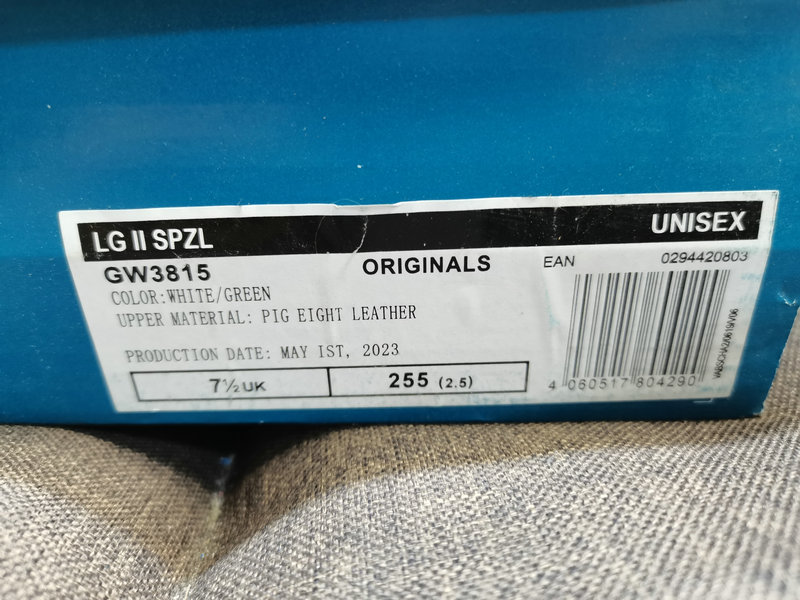 LG II SPZL UNISEX
GW3815 ORIGINALS EAN 0294420803
COLOR:WHITE/GREEN
UPPER MATERIAL: PIG EIGHT LEATHER
PRODUCTION DATE: MAY IST, 2023
7½UK 255 (2.5)
4 060517 804290